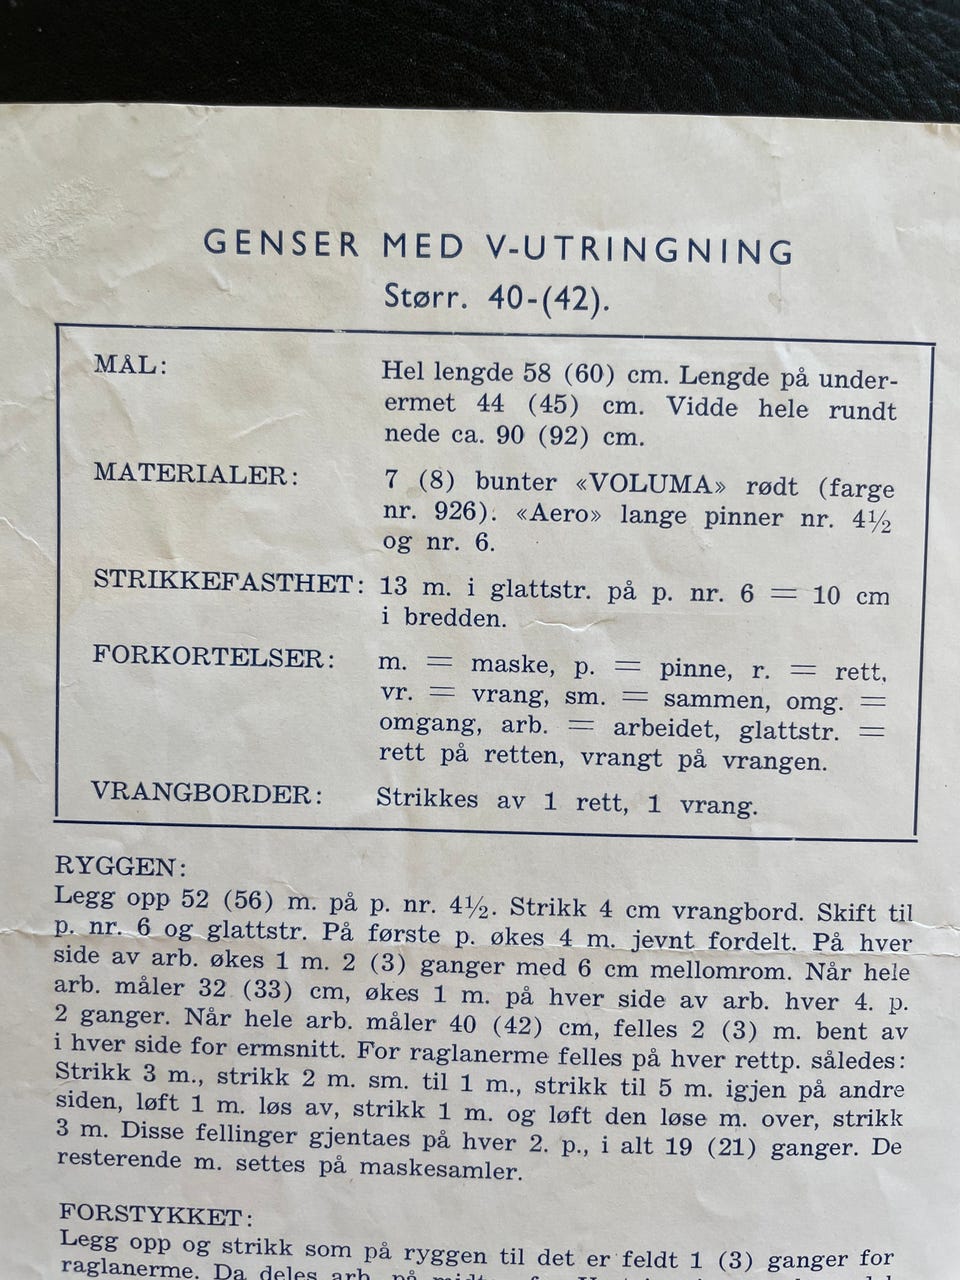 GENSER MED V-UTRINGNING
Størr. 40-(42).
MÅL: Hel lengde 58 (60) cm. Lengde på under-
ermet 44 (45) cm. Vidde hele rundt
nede ca. 90 (92) cm.
MATERIALER: 7 (8) bunter «VOLUMA» rødt (farge
nr. 926). «Aero» lange pinner nr. 4½
og nr. 6.
STRIKKEFASTHET: 13 m. i glattstr. på p. nr. 6 = 10 cm
i bredden.
FORKORTELSER: m. = maske, p. = pinne, r. = rett,
vr. = vrang, sm. = sammen, omg. =
omgang, arb. = arbeidet, glattstr. =
rett på retten, vrangt på vrangen.
VRANGBORDER: Strikkes av 1 rett, 1 vrang.
RYGGEN:
Legg opp 52 (56) m. på p. nr. 4½. Strikk 4 cm vrangbord. Skift til
p. nr. 6 og glattstr. På første p. økes 4 m. jevnt fordelt. På hver
side av arb. økes 1 m. 2 (3) ganger med 6 cm mellomrom. Når hele
arb. måler 32 (33) cm, økes 1 m. på hver side av arb. hver 4. p.
2 ganger. Når hele arb. måler 40 (42) cm, felles 2 (3) m. bent av
i hver side for ermsnitt. For raglanerme felles på hver rettp. således:
Strikk 3 m., strikk 2 m. sm. til 1 m., strikk til 5 m. igjen på andre
siden, løft 1 m. løs av, strikk 1 m. og løft den løse m. over, strikk
3 m. Disse fellinger gjentaes på hver 2. p., i alt 19 (21) ganger. De
resterende m. settes på maskesamler.
FORSTYKKET:
Legg opp og strikk som på ryggen til det er feldt 1 (3) ganger for
raglanerme. Da deles arb. på